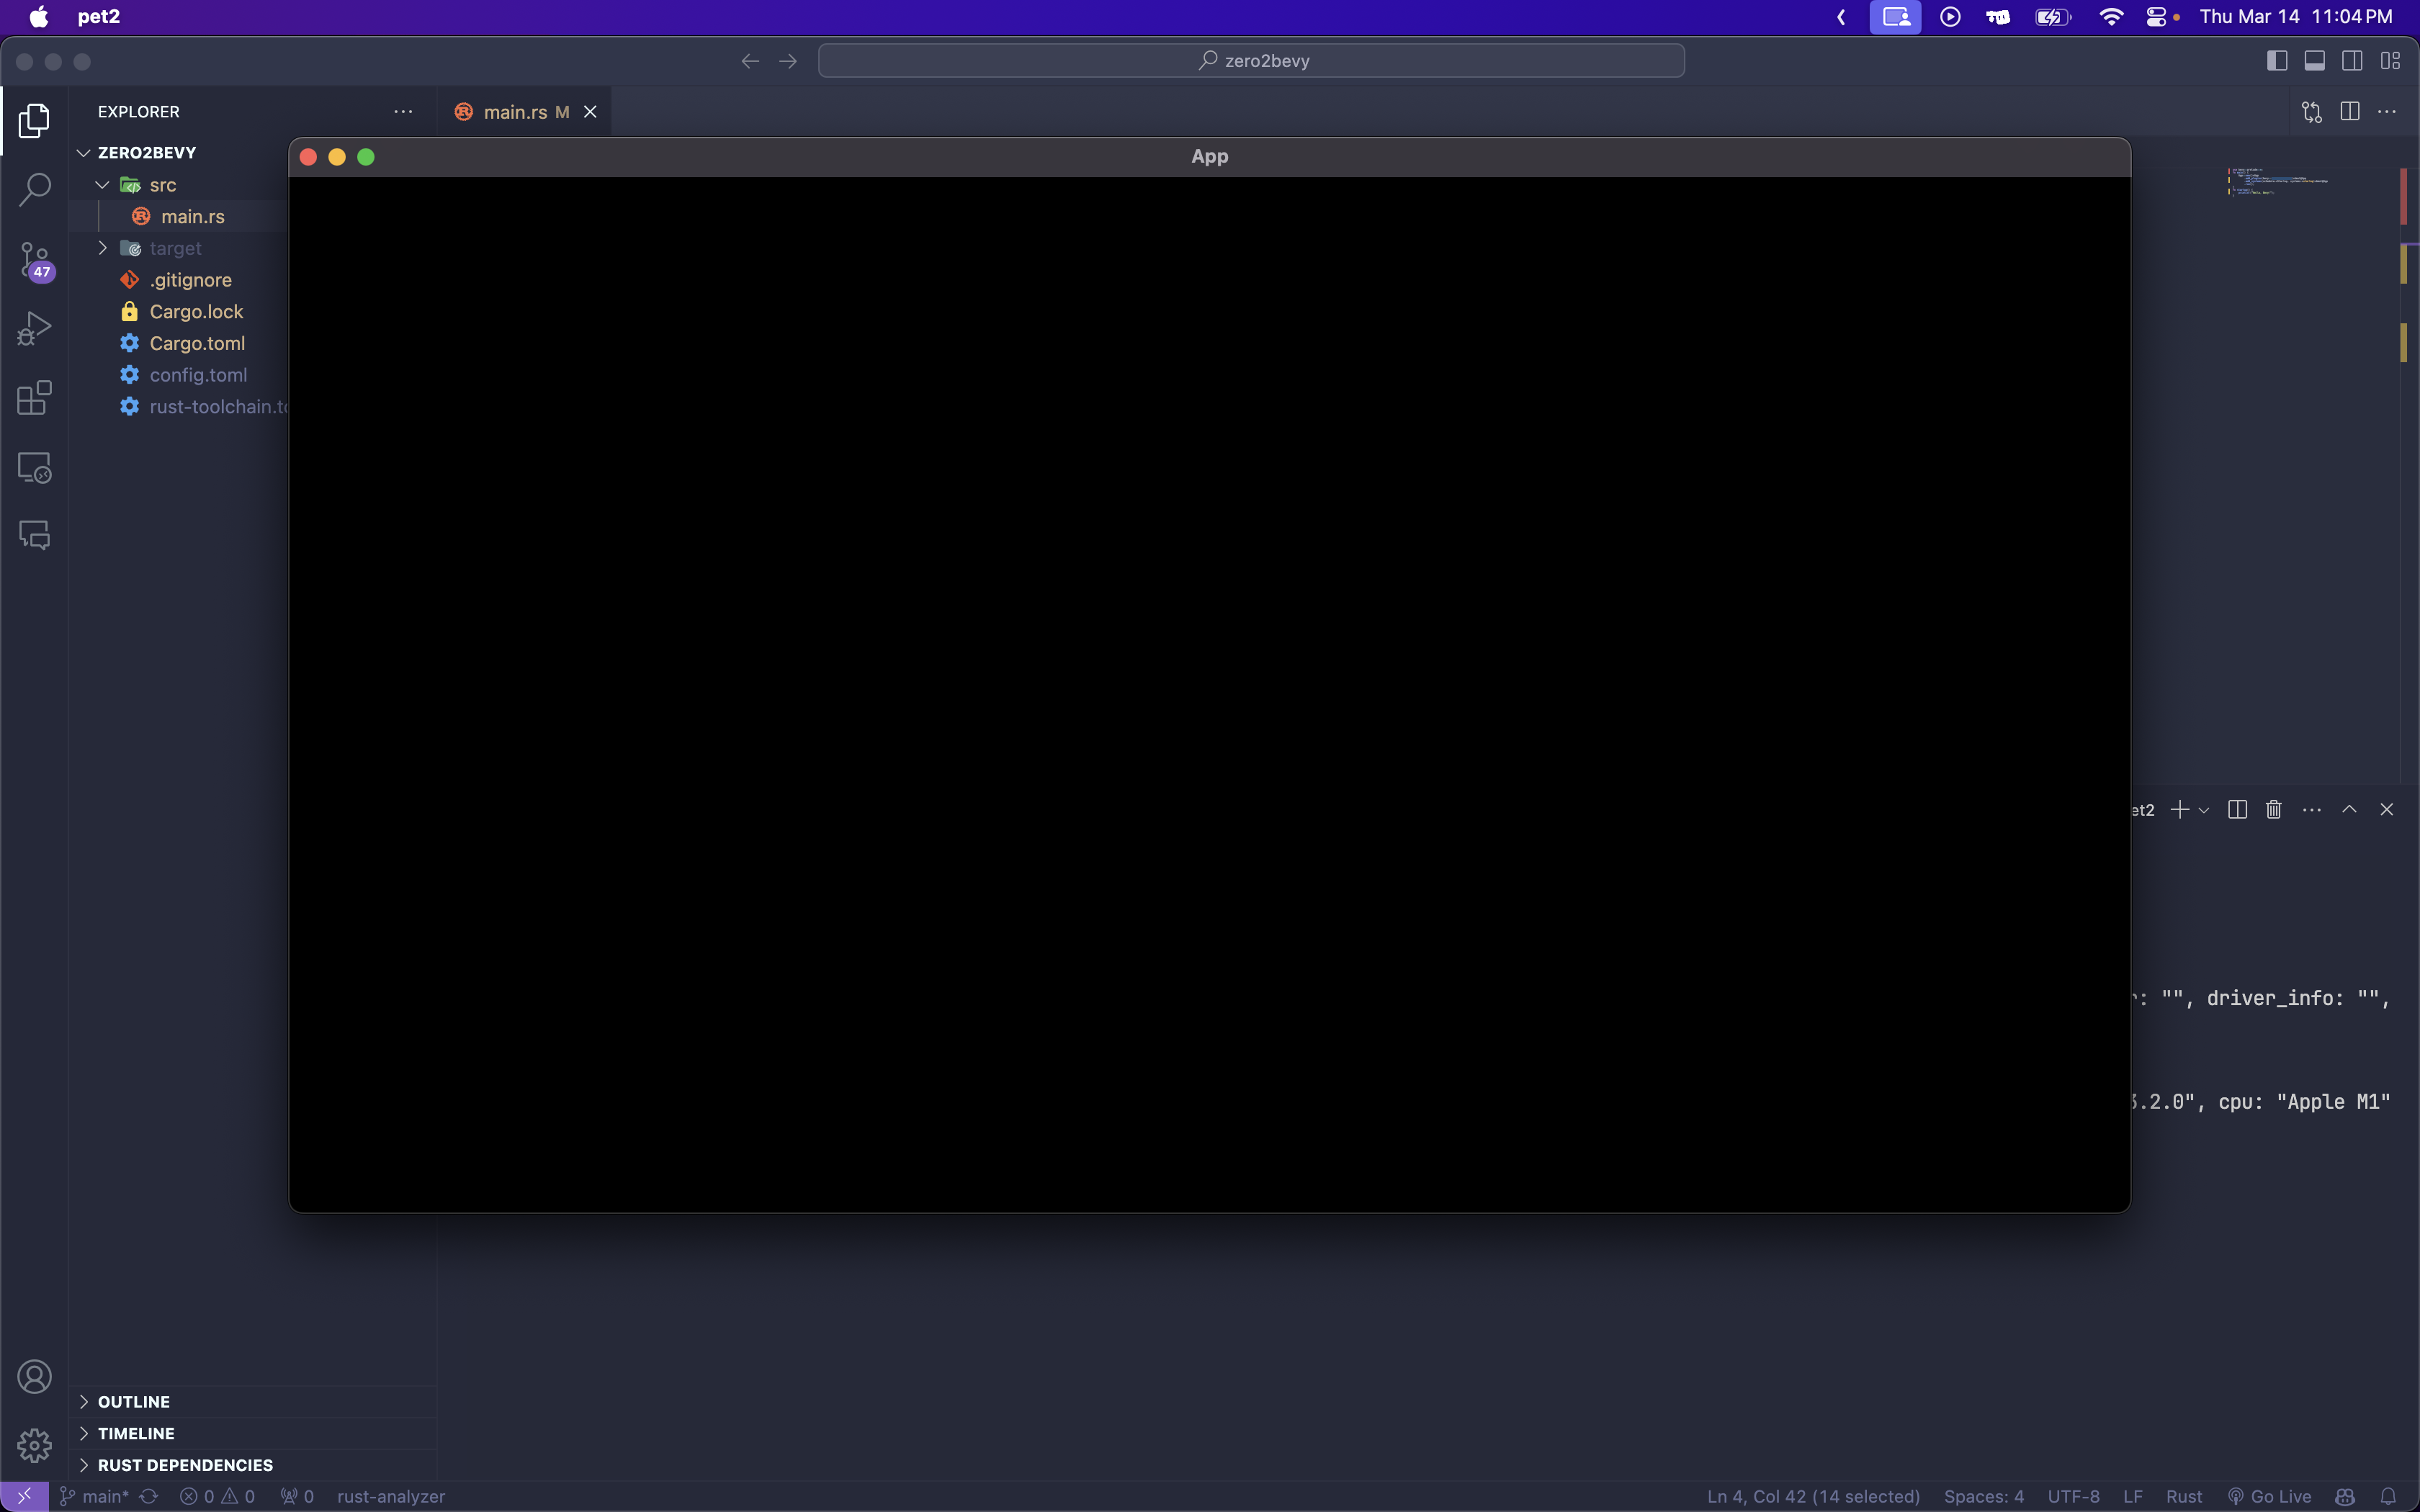 pet2
Thu Mar 14 11:04 PM
zero2bevy
EXPLORER
main.rs M
ZERO2BEVY
App
src
main.rs
target
47
.gitignore
Cargo.lock
Cargo.toml
config.toml
rust-toolchain.to
et2
: "", driver_info: "",
3.2.0", cpu: "Apple M1"
OUTLINE
TIMELINE
RUST DEPENDENCIES
main* 0 0 0 rust-analyzer Ln 4, Col 42 (14 selected) Spaces: 4 UTF-8 LF Rust Go Live